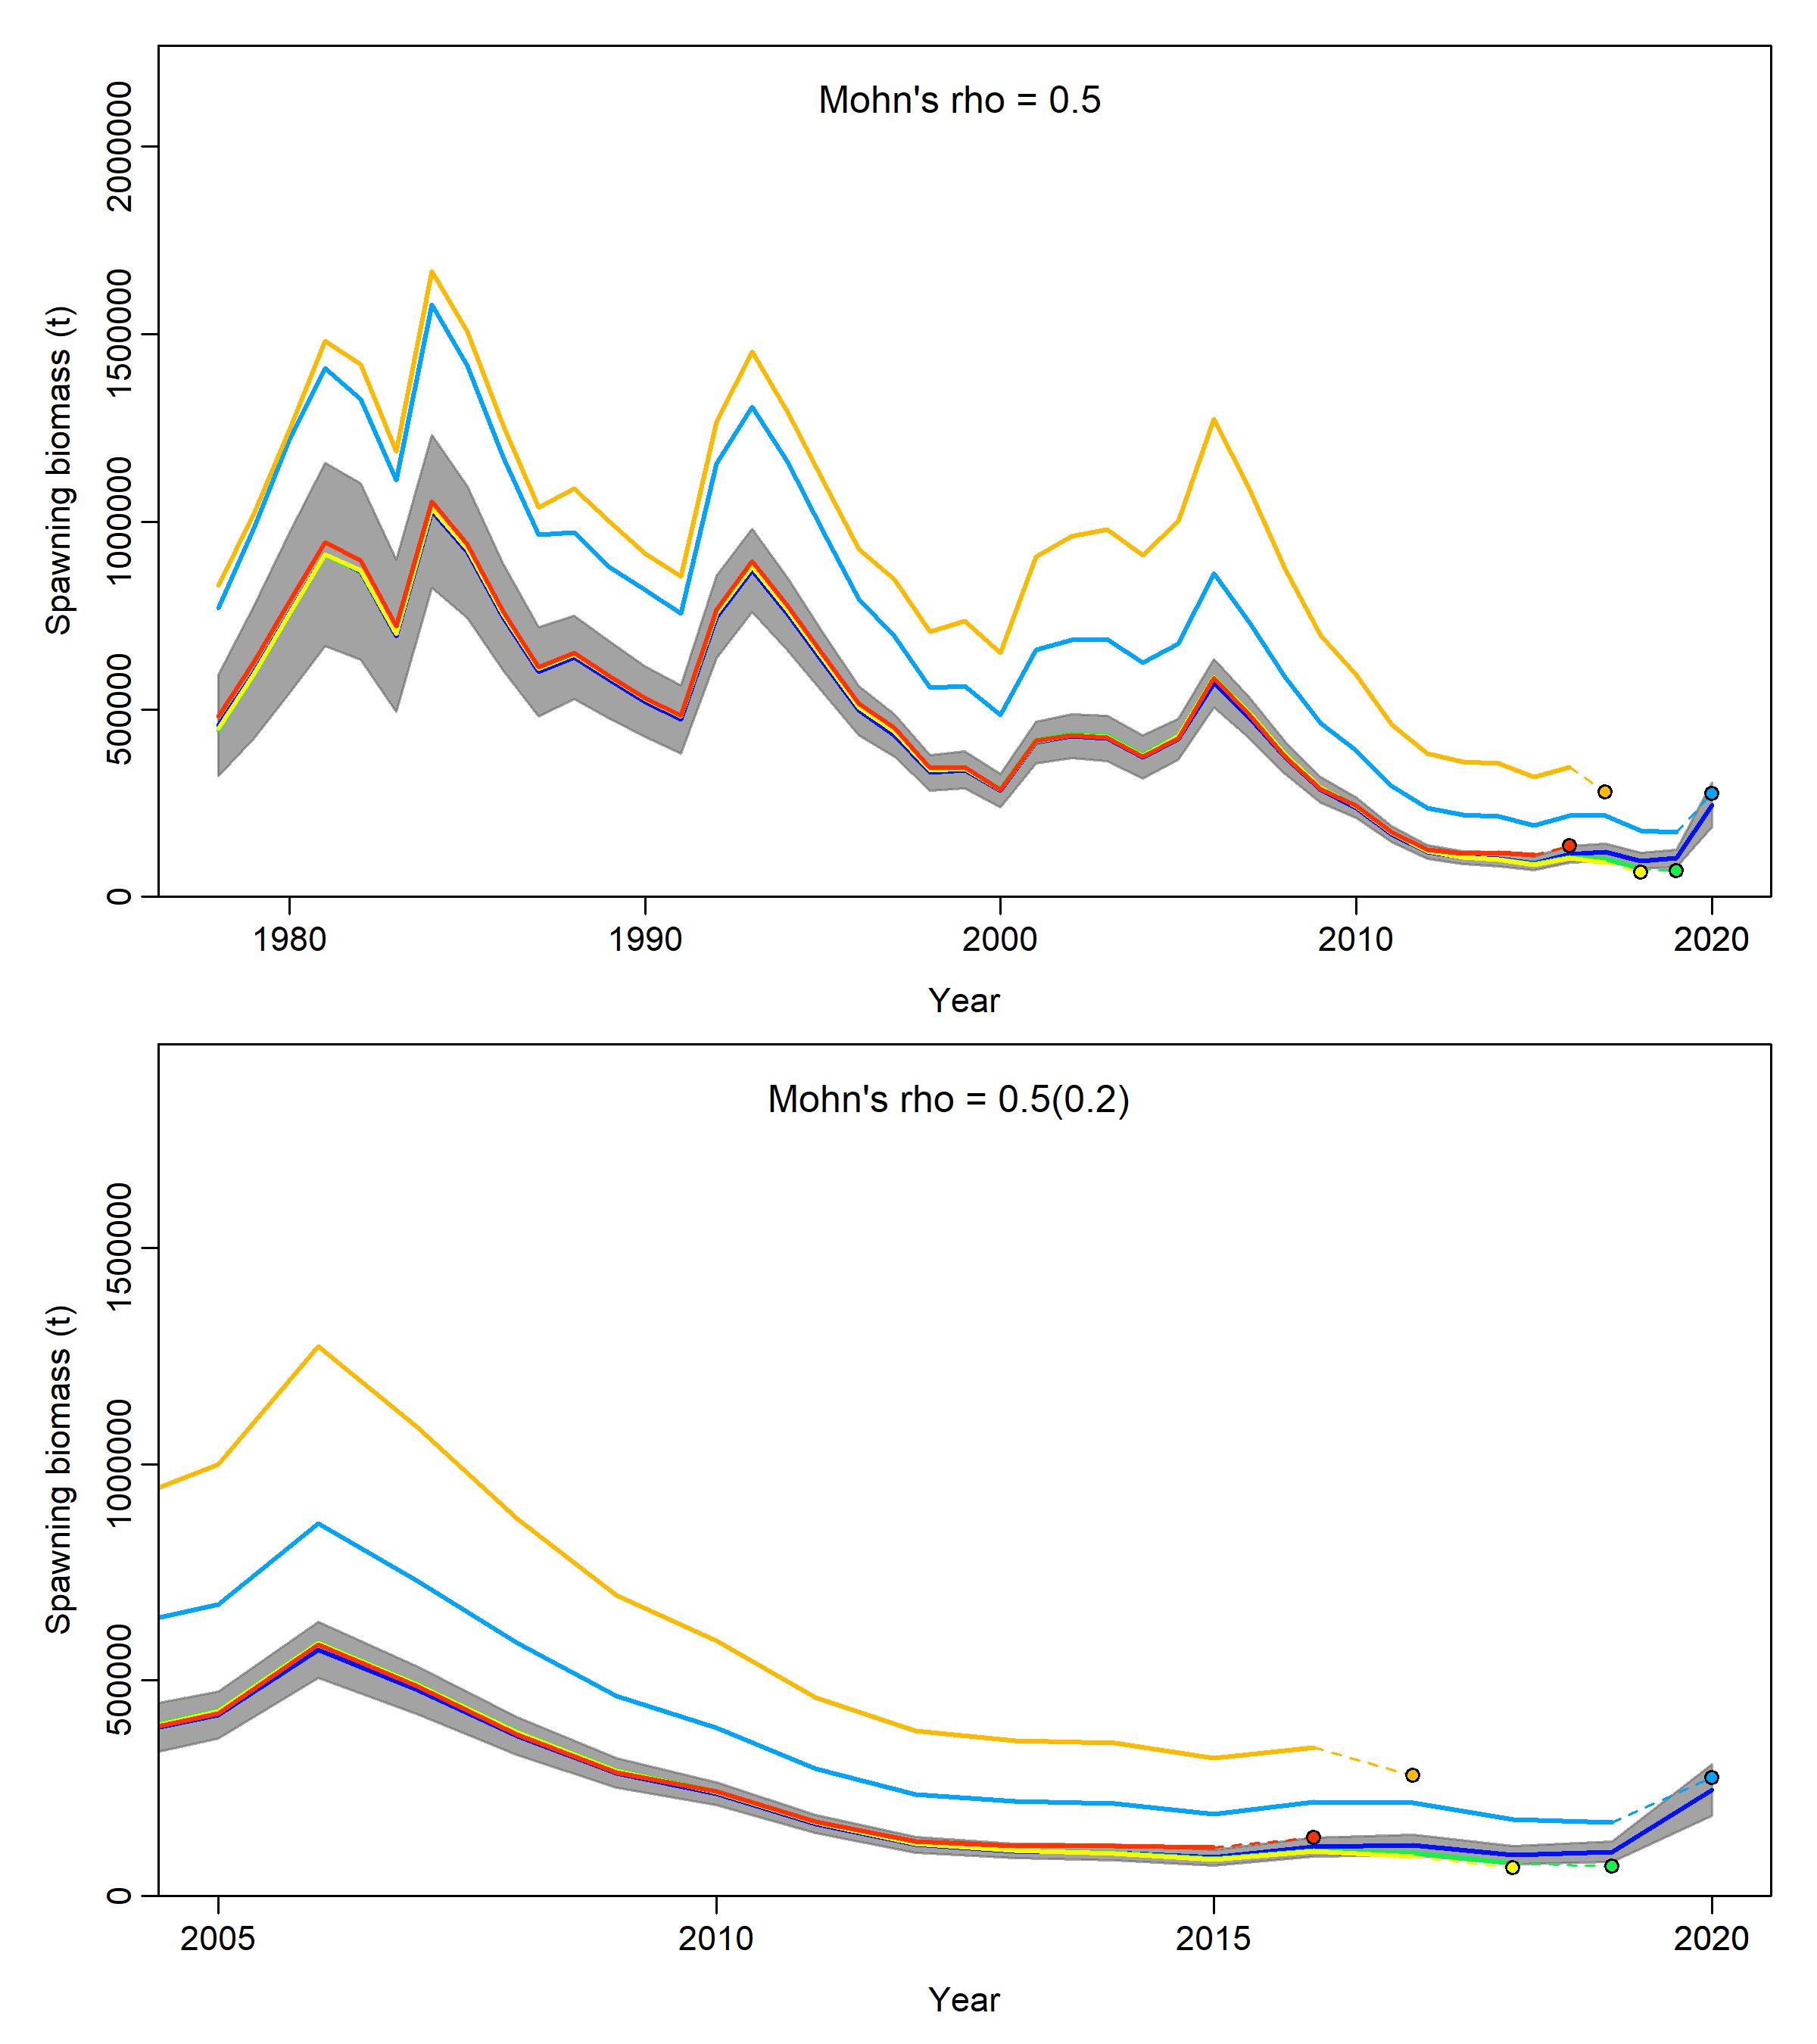 Mohn's rho = 0.5
Spawning biomass (t)
2000000
1500000
1000000
500000
0
1980 1990 2000 2010 2020
Year
Mohn's rho = 0.5(0.2)
Spawning biomass (t)
1500000
1000000
500000
0
2005 2010 2015 2020
Year